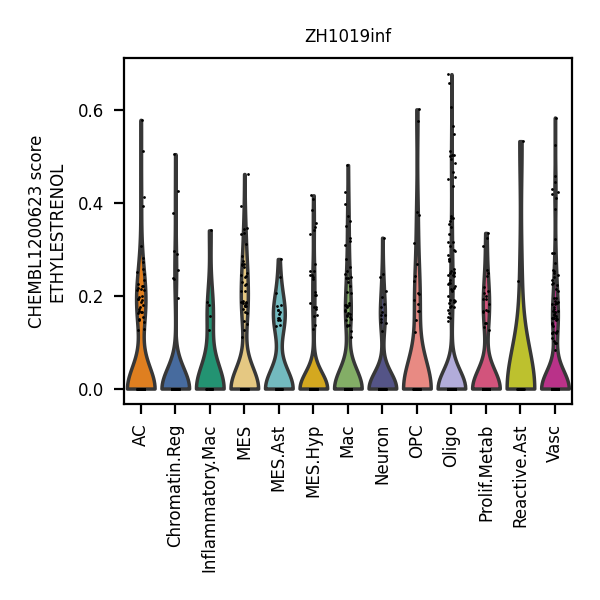 ZH1019inf
CHEMBL1200623 score
ETHYLESTRENOL
0.6
0.4
0.2
0.0
AC
Chromatin.Reg
Inflammatory.Mac
MES
MES.Ast
MES.Hyp
Mac
Neuron
OPC
Oligo
Prolif.Metab
Reactive.Ast
Vasc